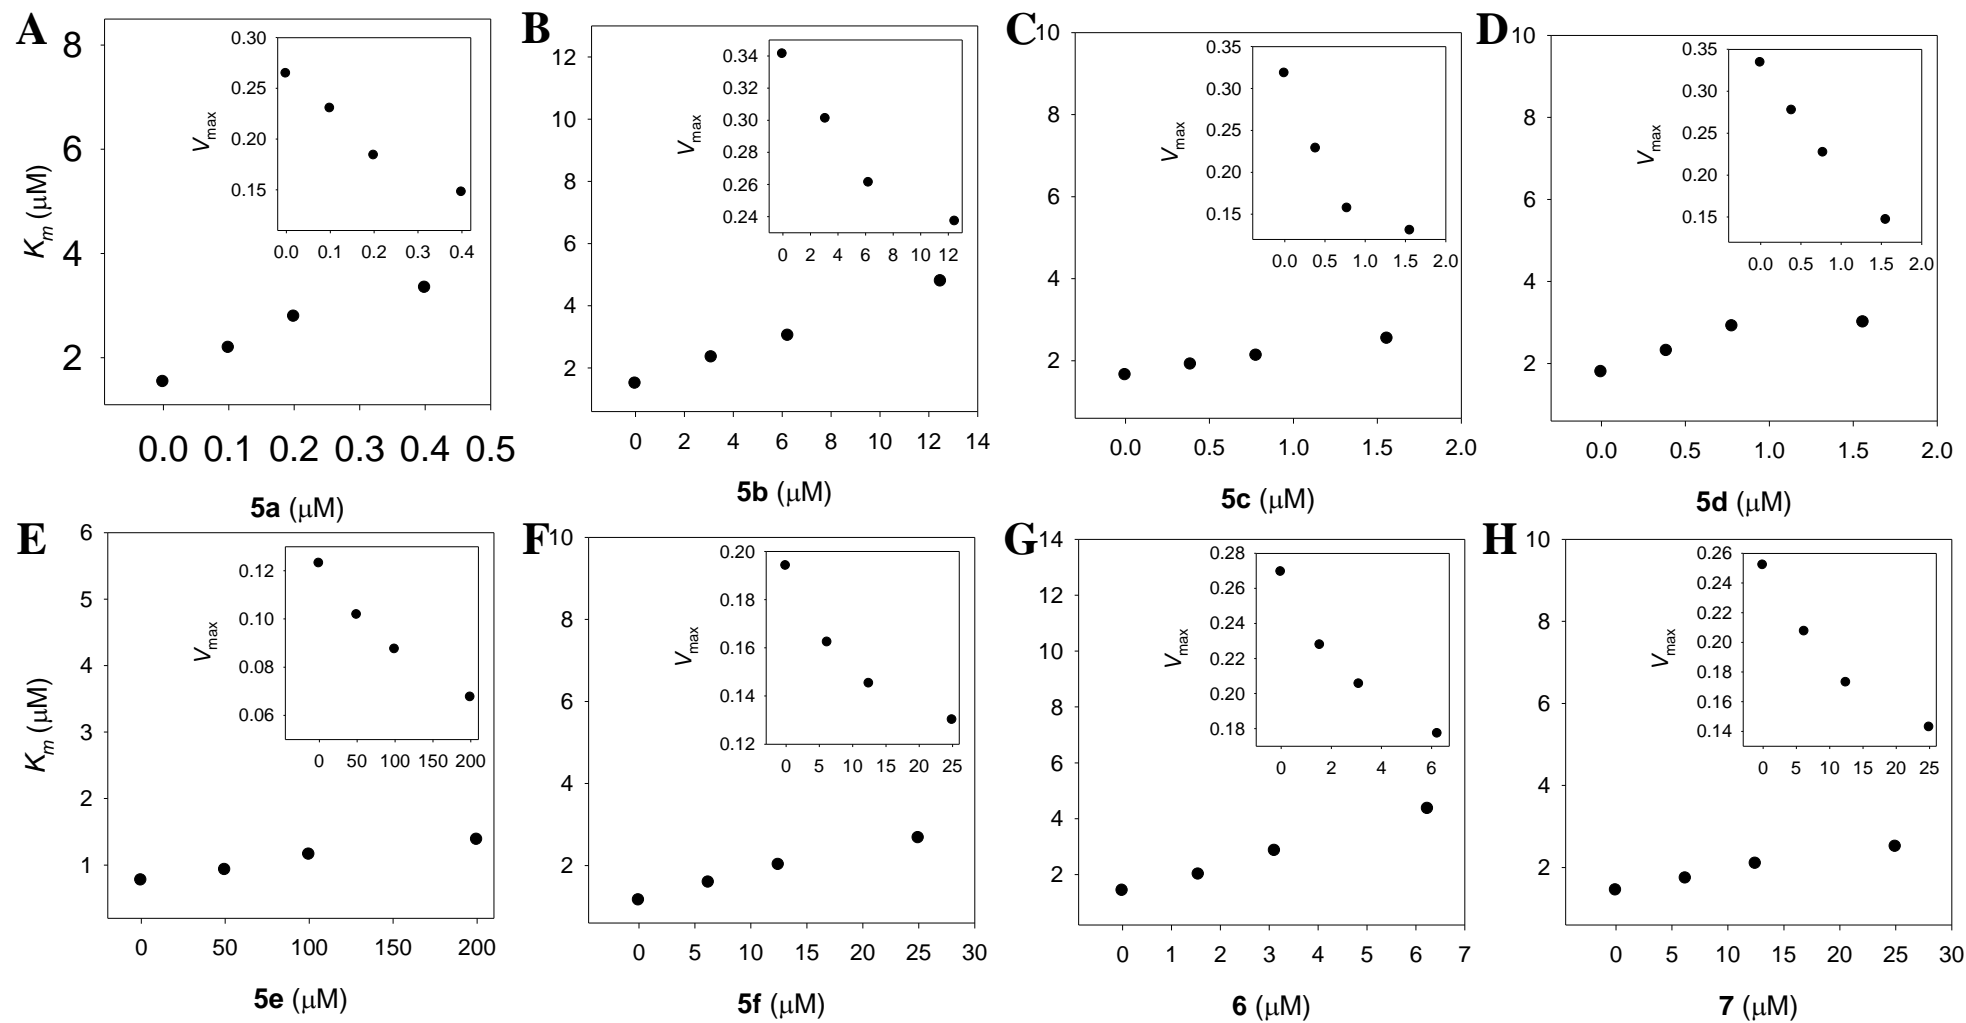 A
8
6
4
2
K_m (μM)
0.0 0.1 0.2 0.3 0.4 0.5
5a (μM)
0.30
0.25
0.20
0.15
V_max
0.0 0.1 0.2 0.3 0.4
B
12
10
8
6
4
2
0 2 4 6 8 10 12 14
5b (μM)
0.34
0.32
0.30
0.28
0.26
0.24
V_max
0 2 4 6 8 10 12
C
10
8
6
4
2
0.0 0.5 1.0 1.5 2.0
5c (μM)
0.35
0.30
0.25
0.20
0.15
V_max
0.0 0.5 1.0 1.5 2.0
D
10
8
6
4
2
0.0 0.5 1.0 1.5 2.0
5d (μM)
0.35
0.30
0.25
0.20
0.15
V_max
0.0 0.5 1.0 1.5 2.0
E
6
5
4
3
2
1
K_m (μM)
0 50 100 150 200
5e (μM)
0.12
0.10
0.08
0.06
V_max
0 50 100 150 200
F
10
8
6
4
2
0 5 10 15 20 25 30
5f (μM)
0.20
0.18
0.16
0.14
0.12
V_max
0 5 10 15 20 25
G
14
12
10
8
6
4
2
0 1 2 3 4 5 6 7
6 (μM)
0.28
0.26
0.24
0.22
0.20
0.18
V_max
0 2 4 6
H
10
8
6
4
2
0 5 10 15 20 25 30
7 (μM)
0.26
0.24
0.22
0.20
0.18
0.16
0.14
V_max
0 5 10 15 20 25